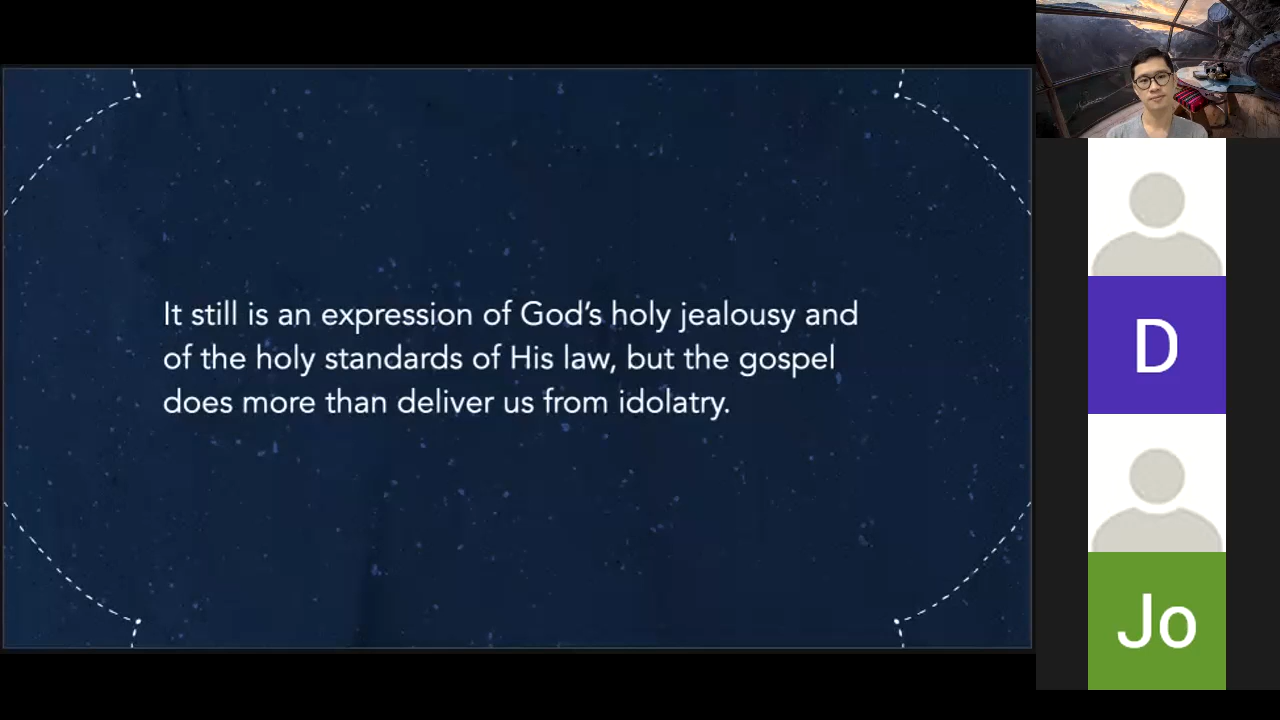 It still is an expression of God's holy jealousy and
of the holy standards of His law, but the gospel
does more than deliver us from idolatry.
D
Jo